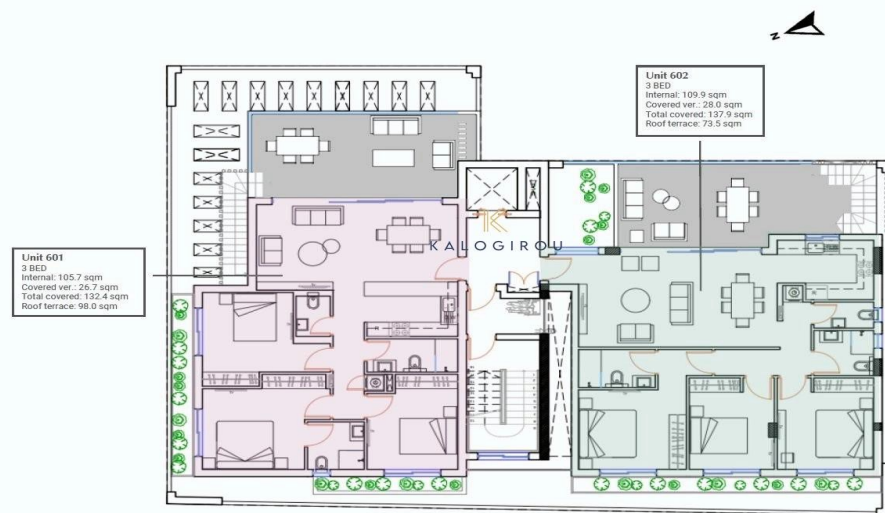 N
Unit 602
3 BED
Internal: 109.9 sqm
Covered ver.: 28.0 sqm
Total covered: 137.9 sqm
Roof terrace: 73.5 sqm
KALOGIROU
Unit 601
3 BED
Internal: 105.7 sqm
Covered ver.: 26.7 sqm
Total covered: 132.4 sqm
Roof terrace: 98.0 sqm